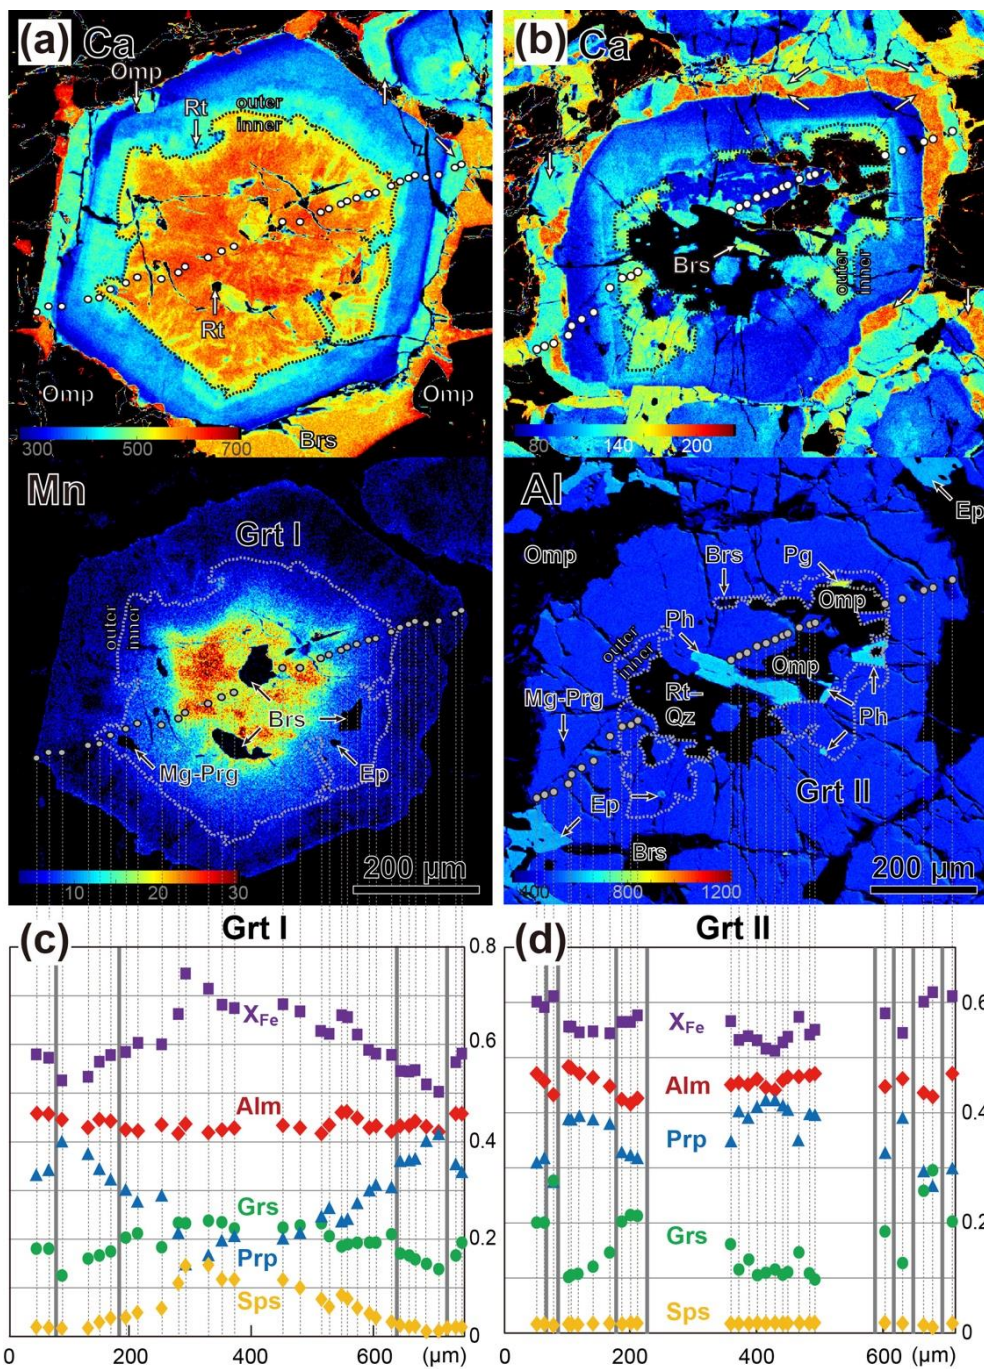 (a) Ca
Omp
Rt
outer
inner
Rt
Omp
Omp
Brs
300 500 700
(b) Ca
Brs
outer
inner
80 140 200
Mn
Grt I
outer
inner
Brs
Mg-Prg
Ep
10 20 30
200 µm
Al
Ep
Omp
Brs
Pg
Omp
Ph
outer
inner
Omp
Rt–
Qz
Mg-Prg
Ph
Ep
Grt II
Brs
400 800 1200
200 µm
(c) Grt I
0.8
XFe
0.6
Alm
0.4
Grs
Prp
0.2
Sps
0
0 200 400 600 (µm)
(d) Grt II
XFe
0.6
Alm
Prp
0.4
Grs
0.2
Sps
0
0 200 400 600 (µm)